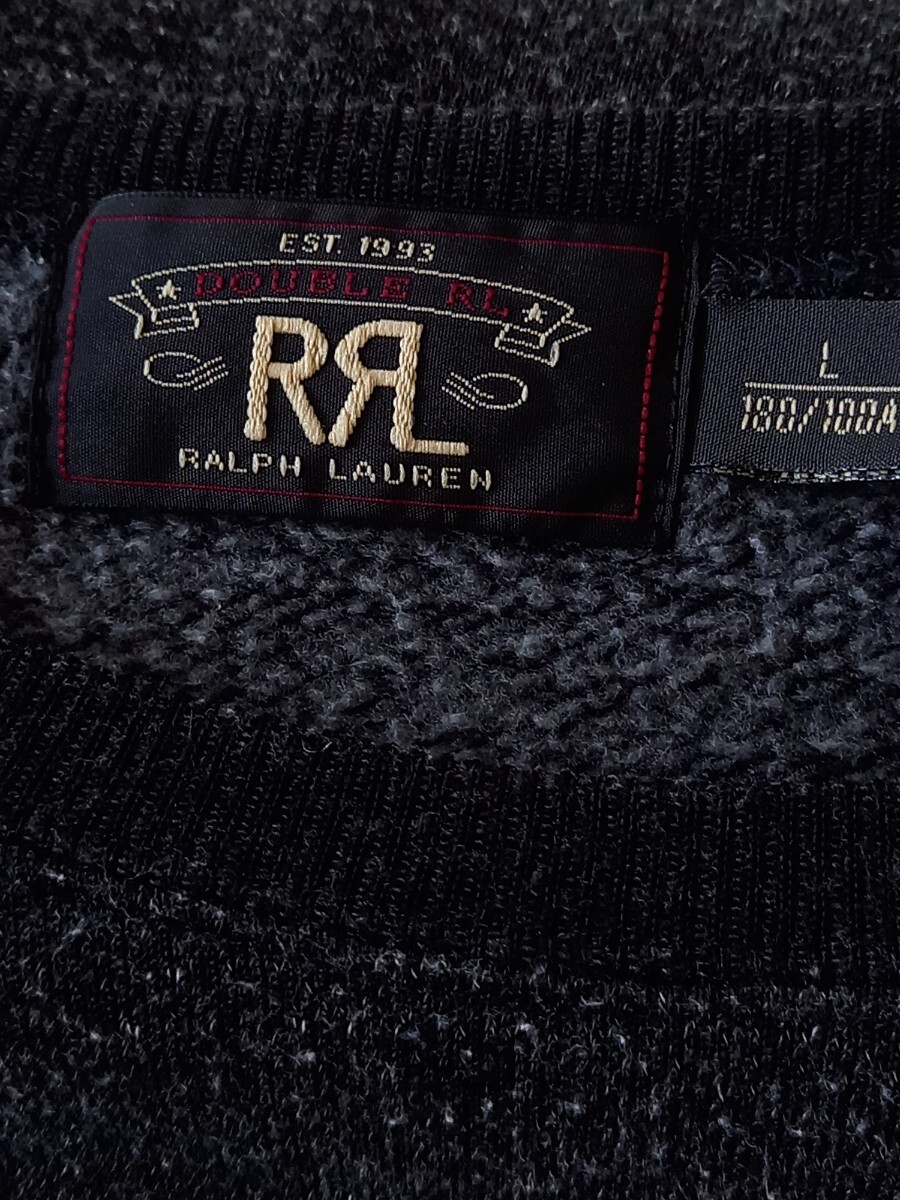 EST. 1993
DOUBLE RL
RRL
RALPH LAUREN
L
180/100A